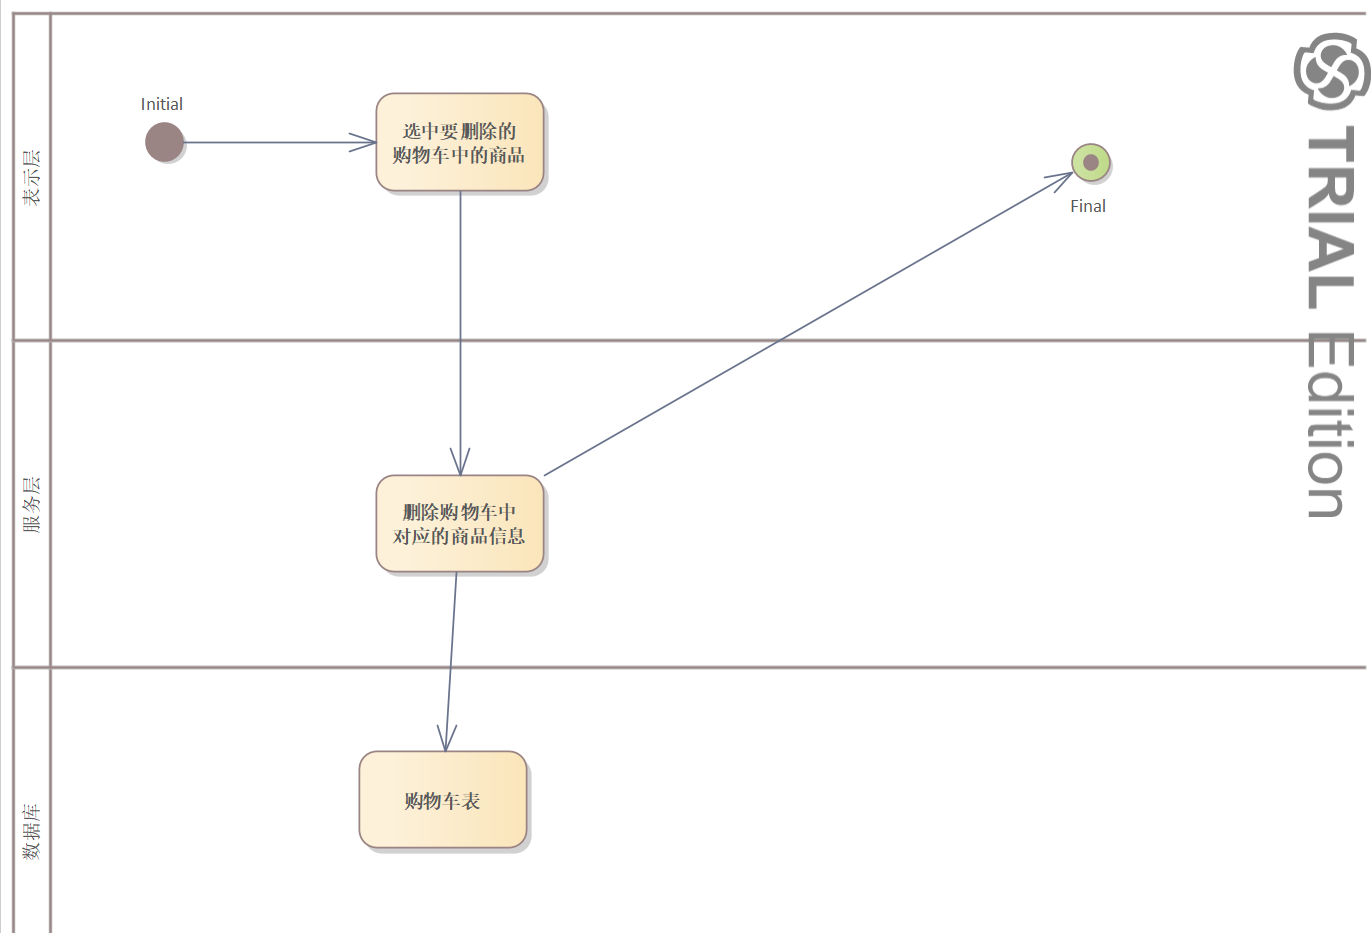 表示层
Initial
选中要删除的
购物车中的商品
Final
服务层
删除购物车中
对应的商品信息
数据库
购物车表
TRIAL Edition